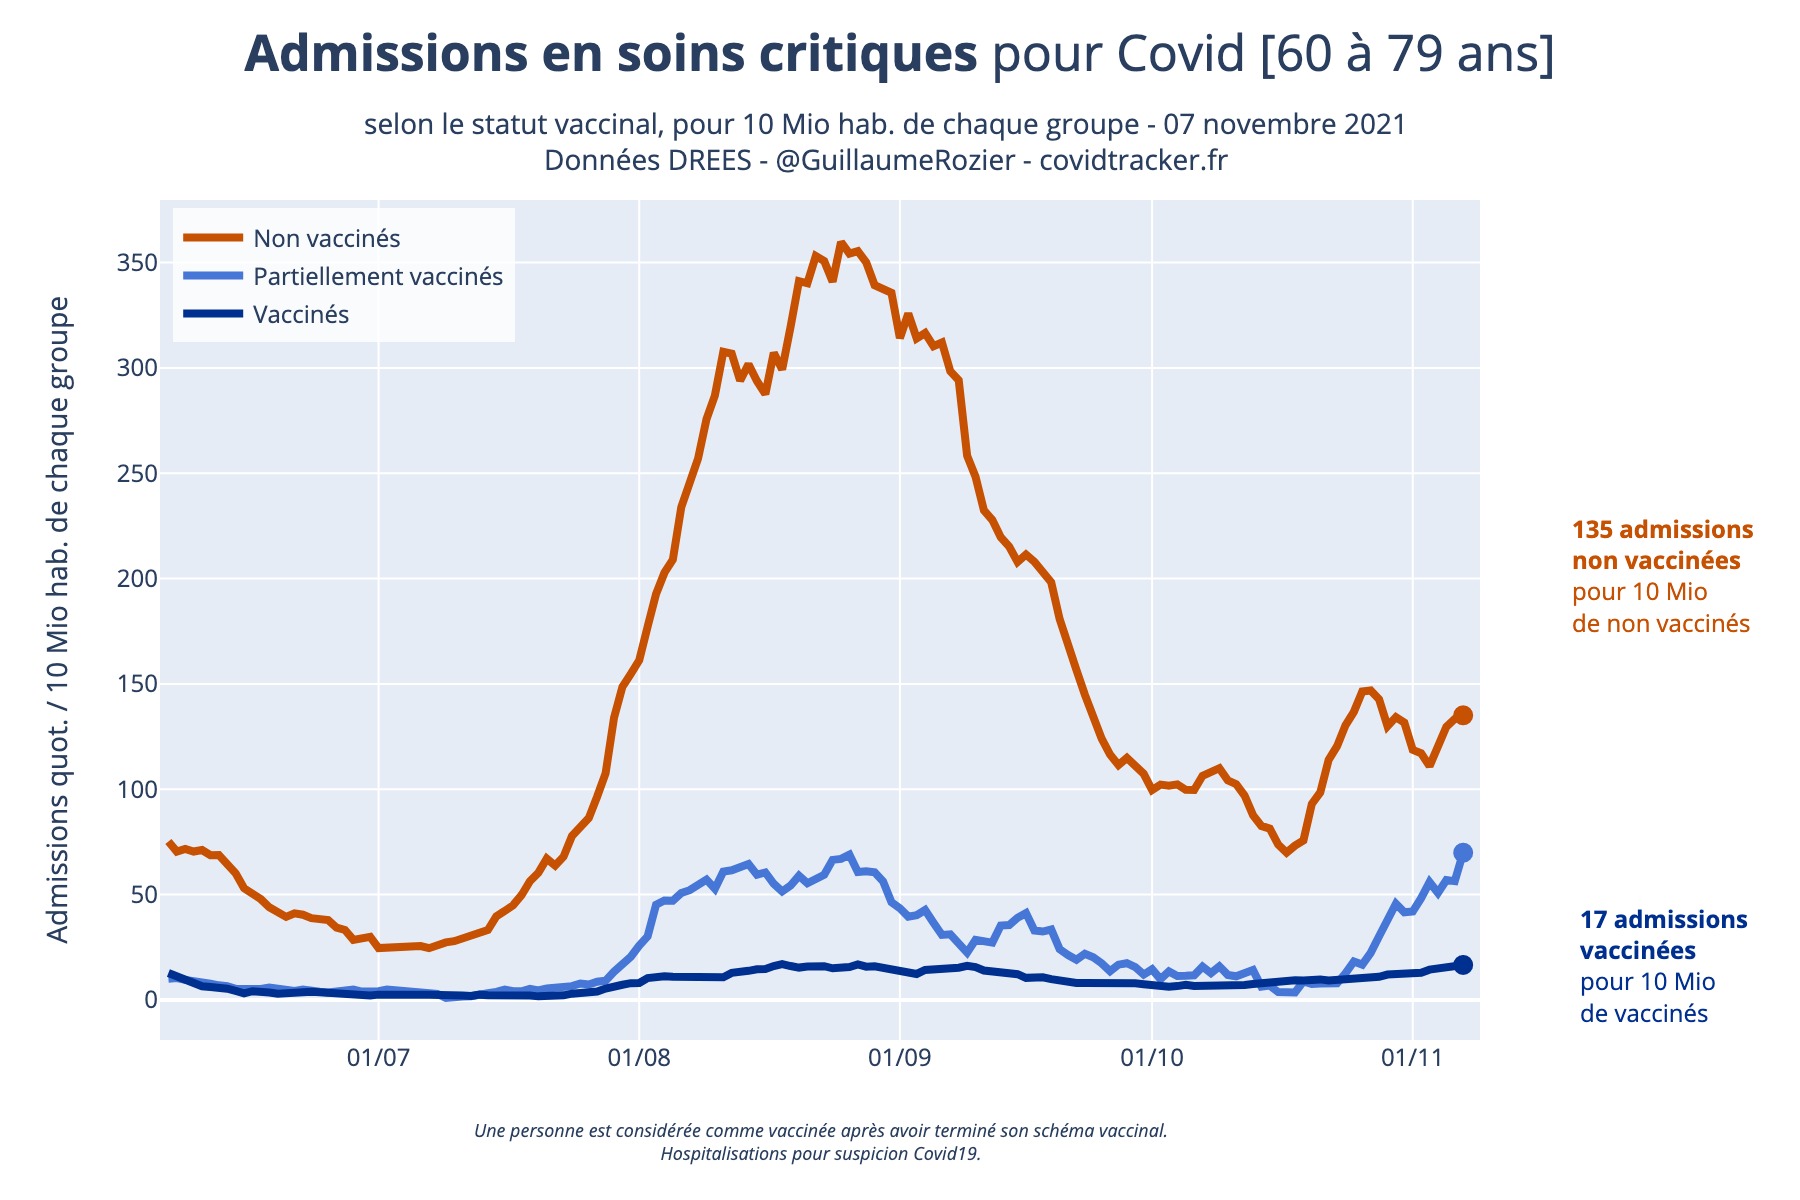 Admissions en soins critiques pour Covid [60 à 79 ans]
selon le statut vaccinal, pour 10 Mio hab. de chaque groupe - 07 novembre 2021
Données DREES - @GuillaumeRozier - covidtracker.fr
Non vaccinés
Partiellement vaccinés
Vaccinés
Admissions quot. / 10 Mio hab. de chaque groupe
350
300
250
200
150
100
50
0
01/07
01/08
01/09
01/10
01/11
135 admissions
non vaccinées
pour 10 Mio
de non vaccinés
17 admissions
vaccinées
pour 10 Mio
de vaccinés
Une personne est considérée comme vaccinée après avoir terminé son schéma vaccinal.
Hospitalisations pour suspicion Covid19.